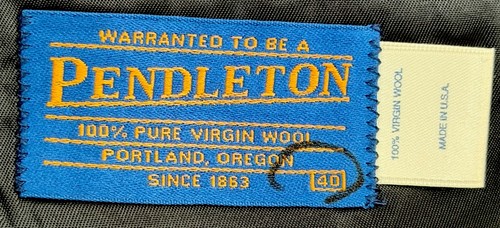 WARRANTED TO BE A
PENDLETON
100% PURE VIRGIN WOOL
PORTLAND, OREGON
SINCE 1863
40
100% VIRGIN WOOL
MADE IN U.S.A.